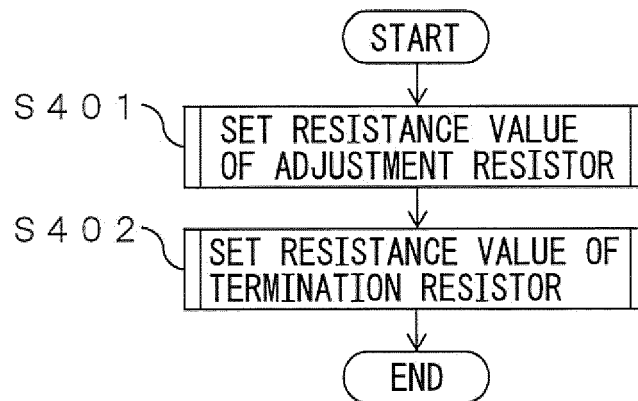 START
S401
SET RESISTANCE VALUE
OF ADJUSTMENT RESISTOR
S402
SET RESISTANCE VALUE OF
TERMINATION RESISTOR
END